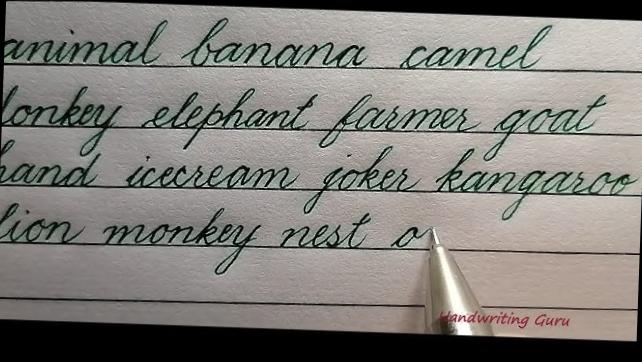 animal banana camel
donkey elephant farmer goat
hand icecream joker kangaroo
lion monkey nest o
Handwriting Guru